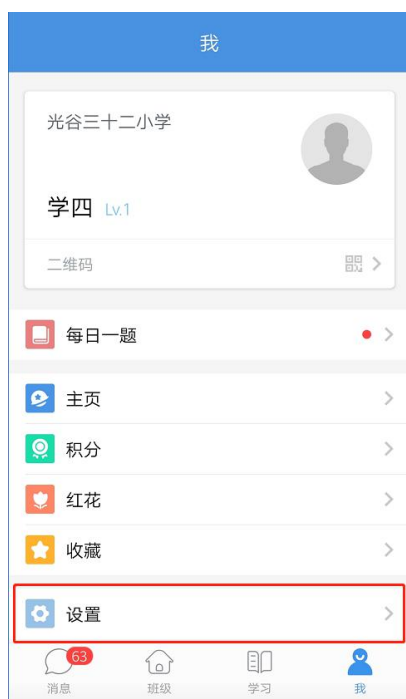 我
光谷三十二小学
学四 Lv.1
二维码
每日一题
主页
积分
红花
收藏
设置
63
消息
班级
学习
我